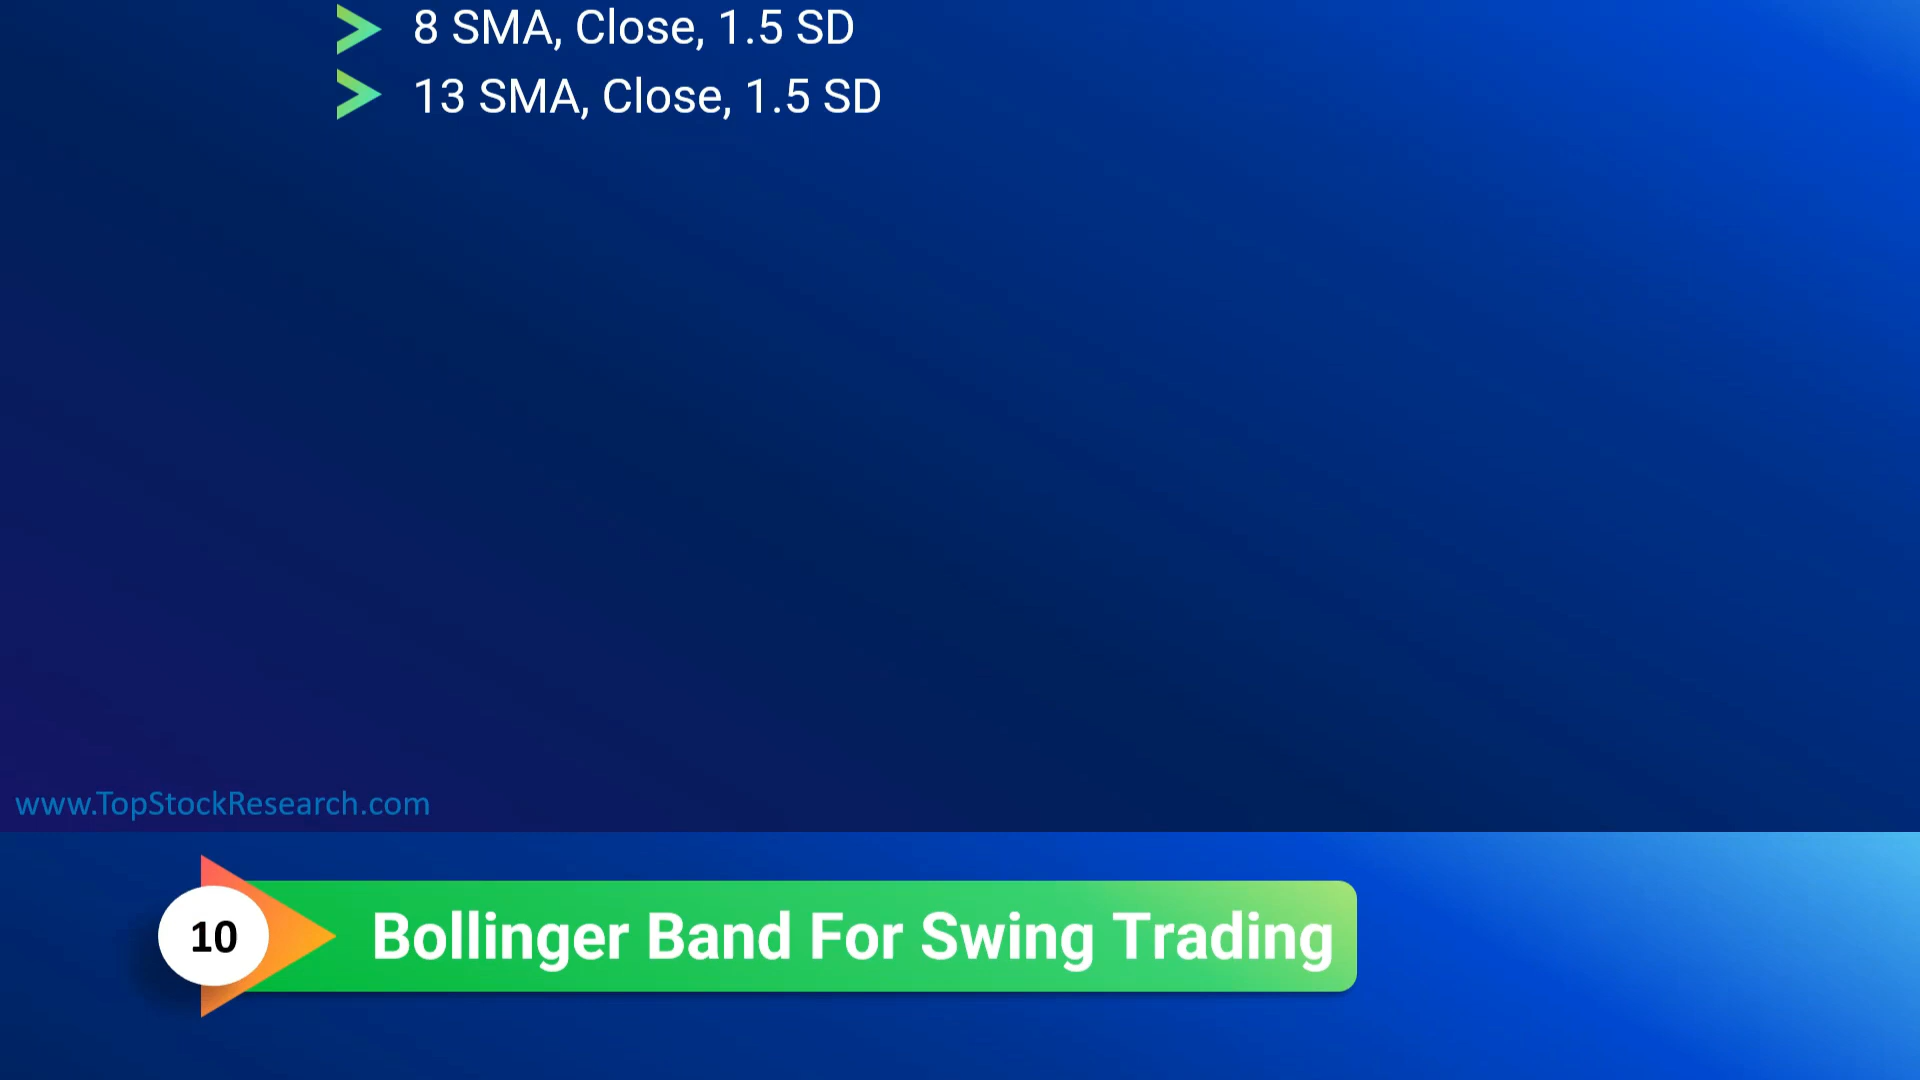 8 SMA, Close, 1.5 SD
13 SMA, Close, 1.5 SD
www.TopStockResearch.com
10 Bollinger Band For Swing Trading